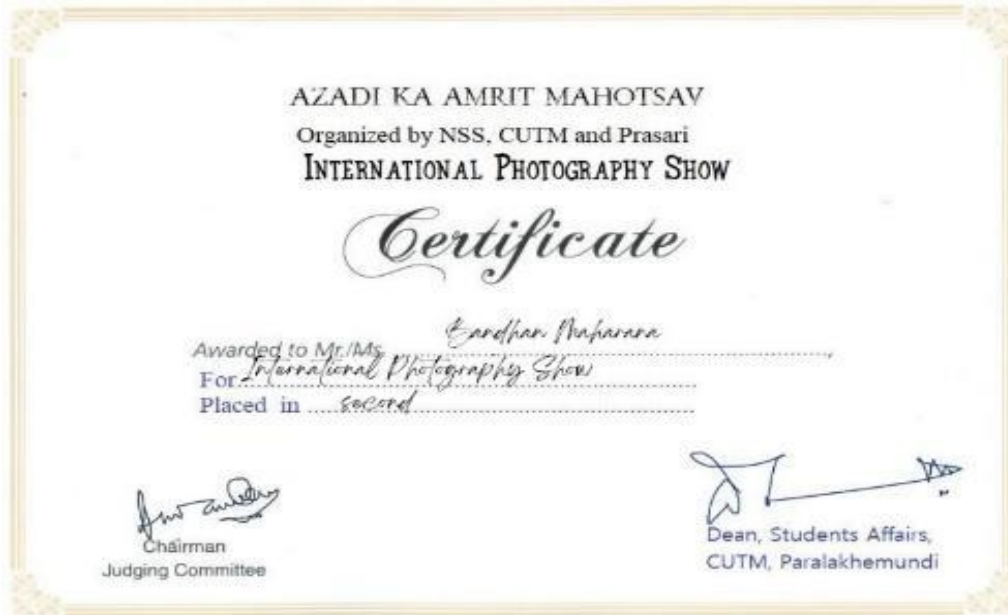 AZADI KA AMRIT MAHOTSAV
Organized by NSS, CUTM and Prasari
INTERNATIONAL PHOTOGRAPHY SHOW
Certificate
Awarded to Mr./Ms. Bandhan Maharana
For International Photography Show
Placed in second
Chairman
Judging Committee
Dean, Students Affairs,
CUTM, Paralakhemundi